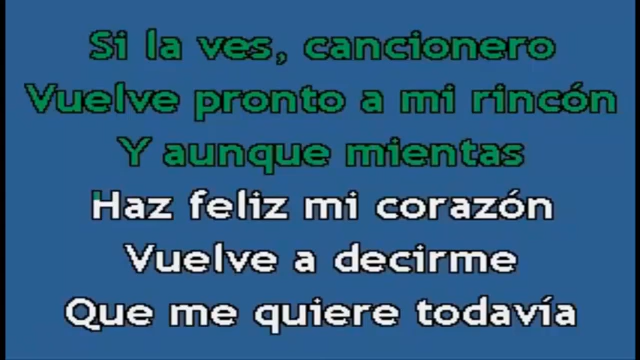 Si la ves, cancionero
Vuelve pronto a mi rincón
Y aunque mientas
Haz feliz mi corazón
Vuelve a decirme
Que me quiere todavía